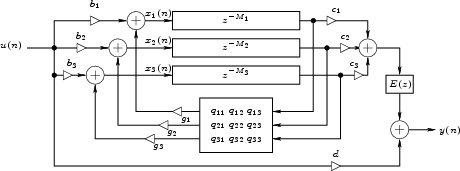 b₁
x₁(n)
z^{-M₁}
c₁
u(n)
b₂
x₂(n)
z^{-M₂}
c₂
b₃
x₃(n)
z^{-M₃}
c₃
E(z)
g₁
q₁₁ q₁₂ q₁₃
g₂
q₂₁ q₂₂ q₂₃
g₃
q₃₁ q₃₂ q₃₃
y(n)
d